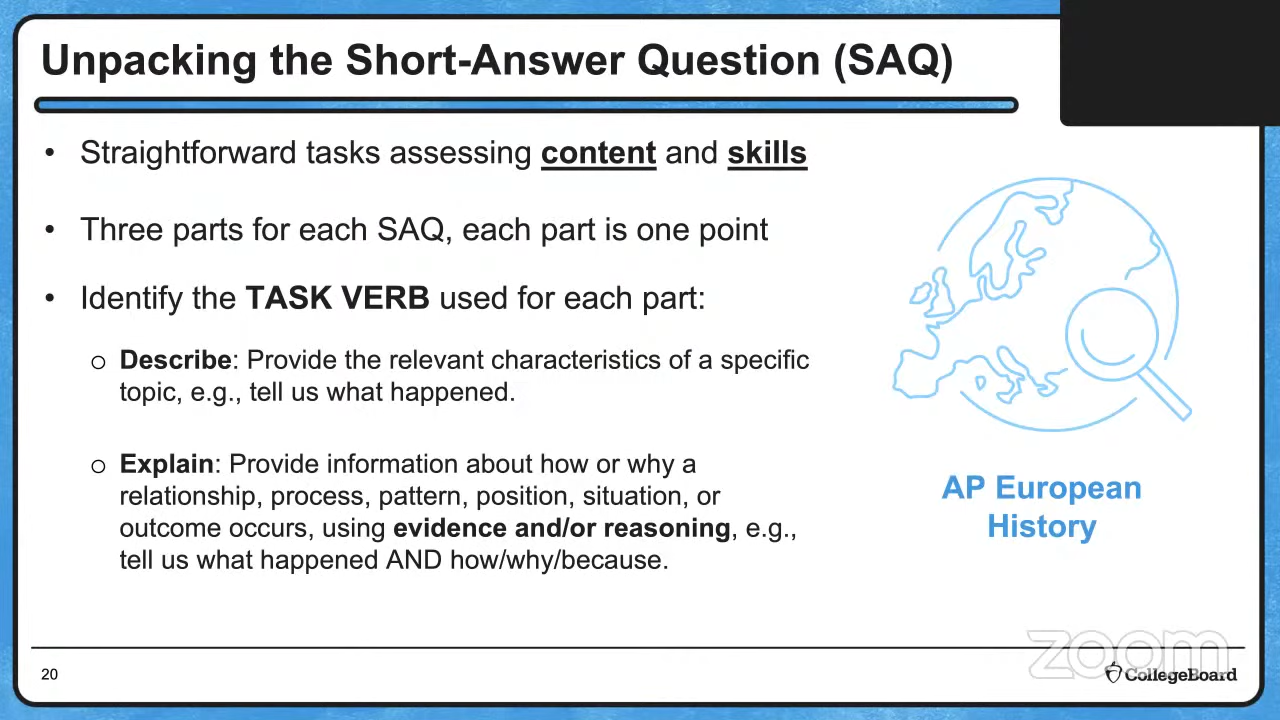 Unpacking the Short-Answer Question (SAQ)
• Straightforward tasks assessing content and skills
• Three parts for each SAQ, each part is one point
• Identify the TASK VERB used for each part:
o Describe: Provide the relevant characteristics of a specific
topic, e.g., tell us what happened.
o Explain: Provide information about how or why a
relationship, process, pattern, position, situation, or
outcome occurs, using evidence and/or reasoning, e.g.,
tell us what happened AND how/why/because.
AP European
History
zoom
20
CollegeBoard